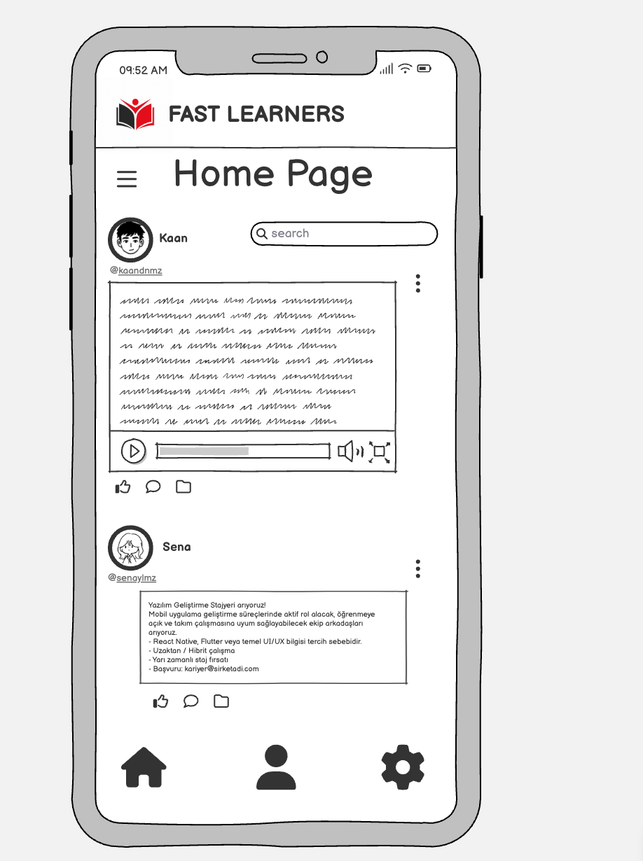 09:52 AM
FAST LEARNERS
Home Page
Kaan
search
@kaandnmz
Sena
@senaylmz
Yazılım Geliştirme Stajyeri arıyoruz!
Mobil uygulama geliştirme süreçlerinde aktif rol alacak, öğrenmeye
açık ve takım çalışmasına uyum sağlayabilecek ekip arkadaşları
arıyoruz.
- React Native, Flutter veya temel UI/UX bilgisi tercih sebebidir.
- Uzaktan / Hibrit çalışma
- Yarı zamanlı staj fırsatı
- Başvuru: kariyer@sirketadi.com